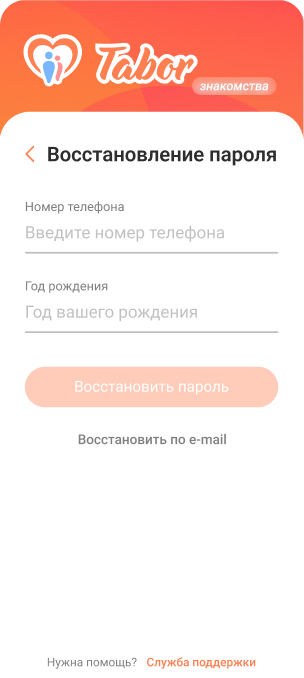 Tabor
знакомства
Восстановление пароля
Номер телефона
Введите номер телефона
Год рождения
Год вашего рождения
Восстановить пароль
Восстановить по e-mail
Нужна помощь? Служба поддержки